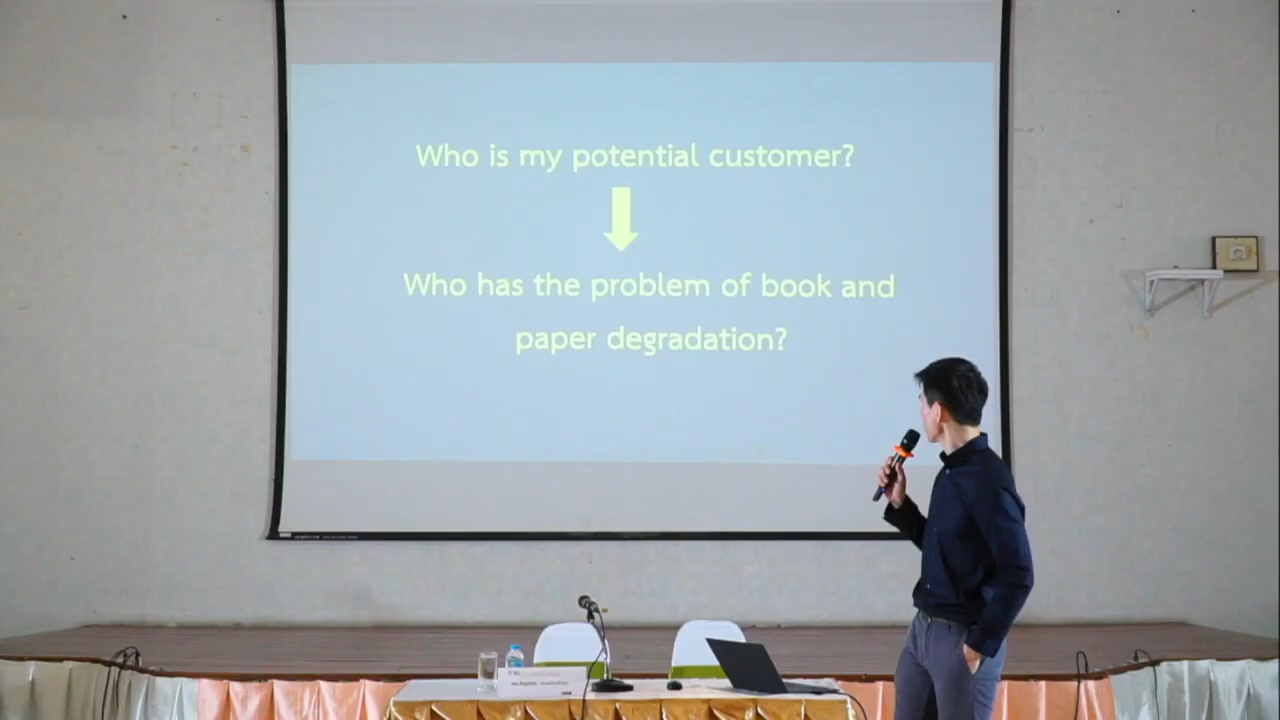 Who is my potential customer?
Who has the problem of book and
paper degradation?